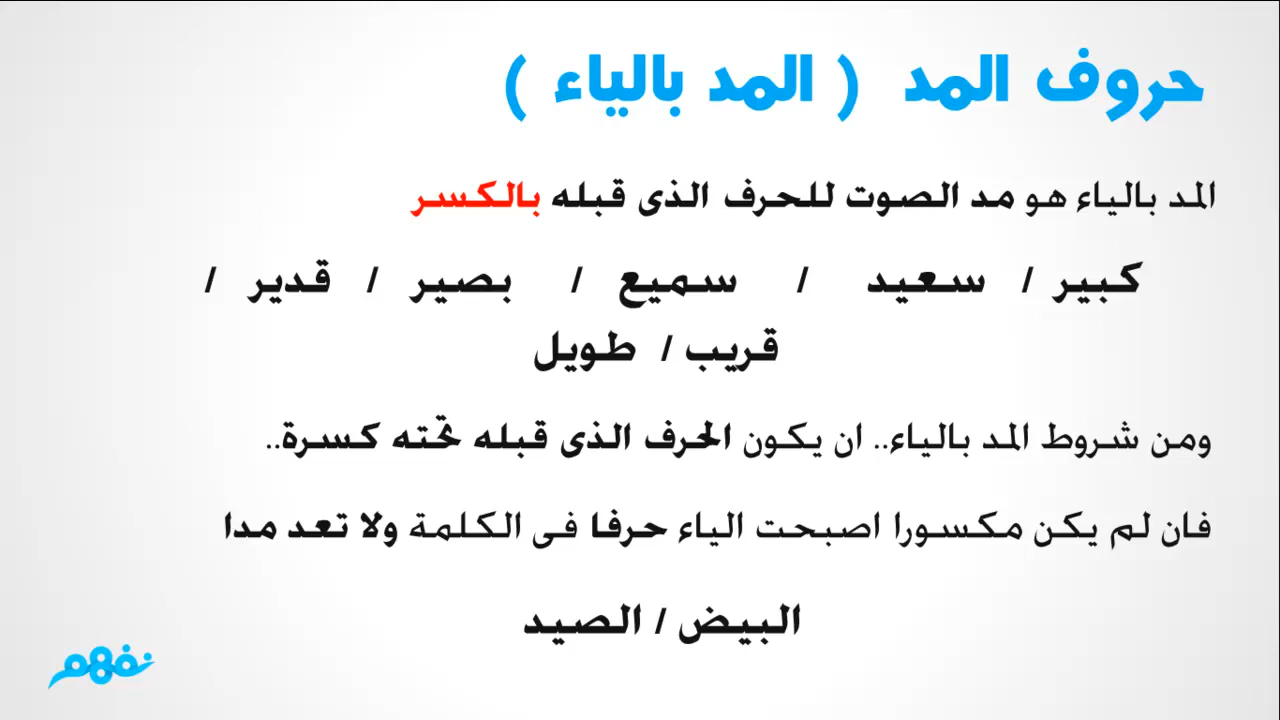 حروف المد ( المد بالياء )
المد بالياء هو مد الصوت للحرف الذى قبله بالكسر
كبير / سعيد / سميع / بصير / قدير /
قريب / طويل
ومن شروط المد بالياء.. ان يكون الحرف الذى قبله تحته كسرة..
فان لم يكن مكسورا اصبحت الياء حرفا فى الكلمة ولا تعد مدا
البيض / الصيد
نفهم